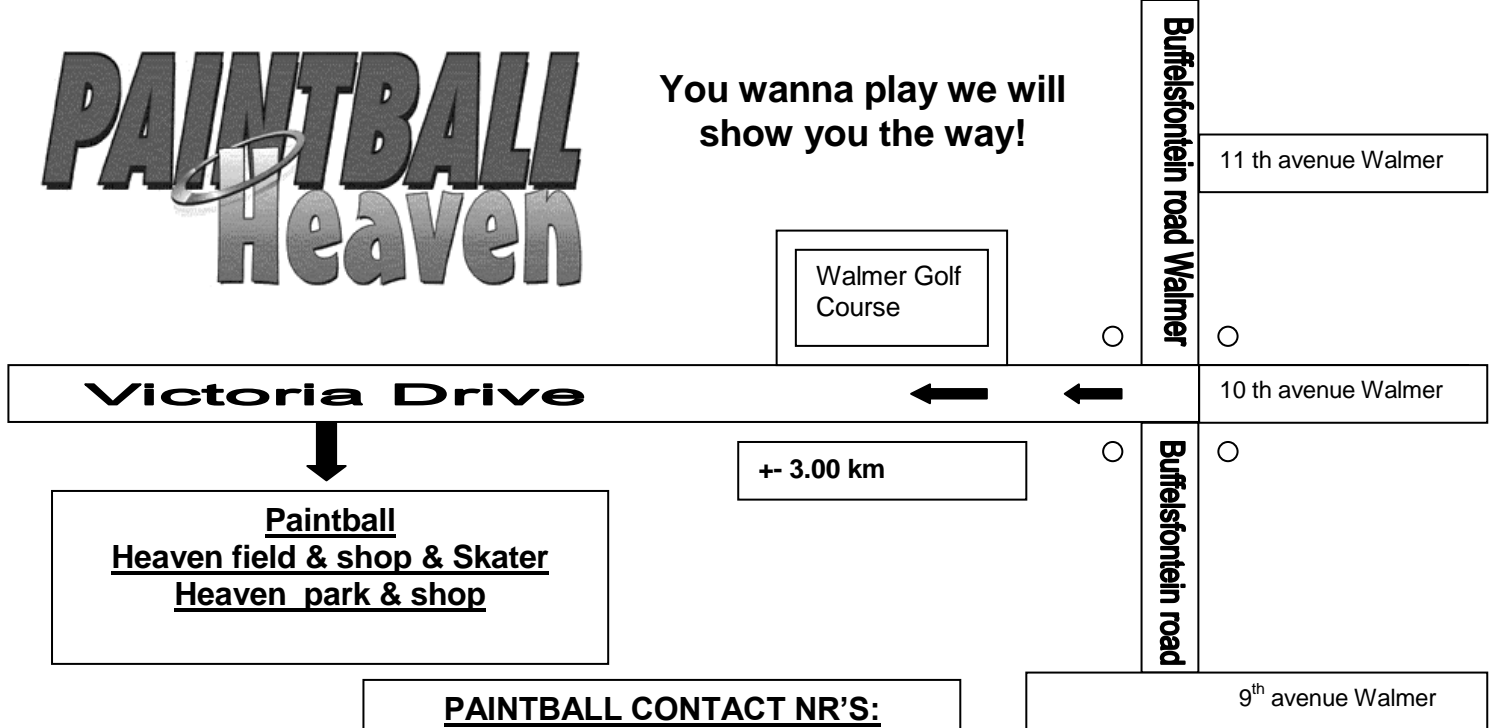 PAINTBALL
Heaven
You wanna play we will
show you the way!
Buffelsfontein road Walmer
11 th avenue Walmer
Walmer Golf
Course
Victoria Drive
10 th avenue Walmer
+- 3.00 km
Buffelsfontein road
Paintball
Heaven field & shop & Skater
Heaven park & shop
9th avenue Walmer
PAINTBALL CONTACT NR'S: